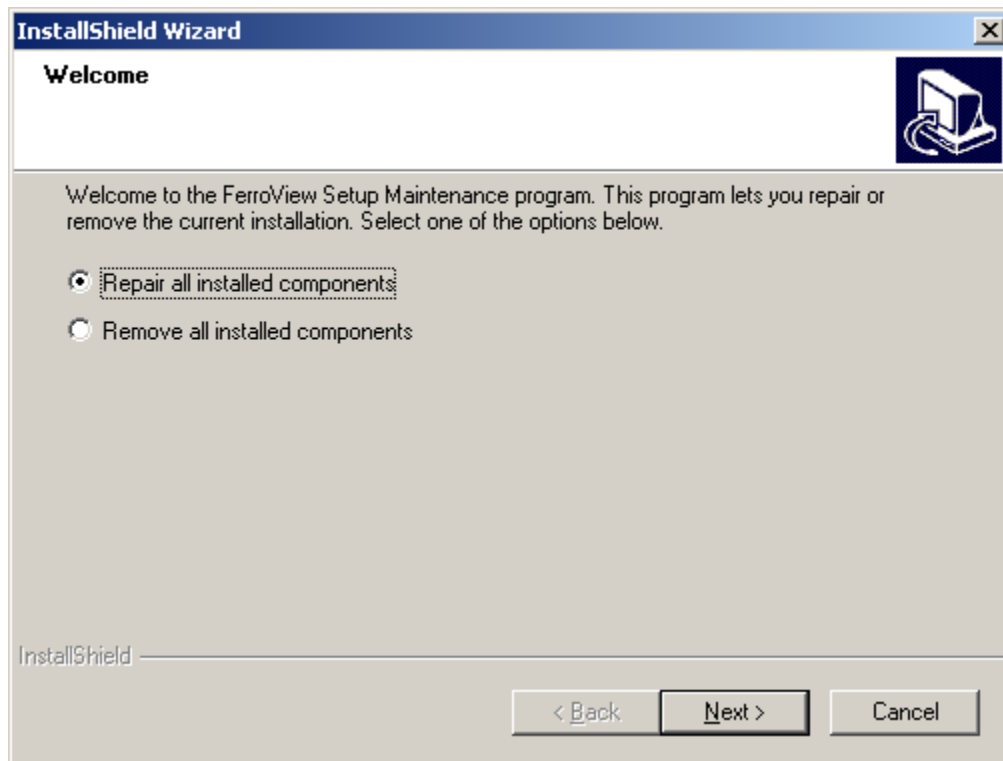 InstallShield Wizard
Welcome
Welcome to the FerroView Setup Maintenance program. This program lets you repair or
remove the current installation. Select one of the options below.
Repair all installed components
Remove all installed components
InstallShield
< Back
Next >
Cancel